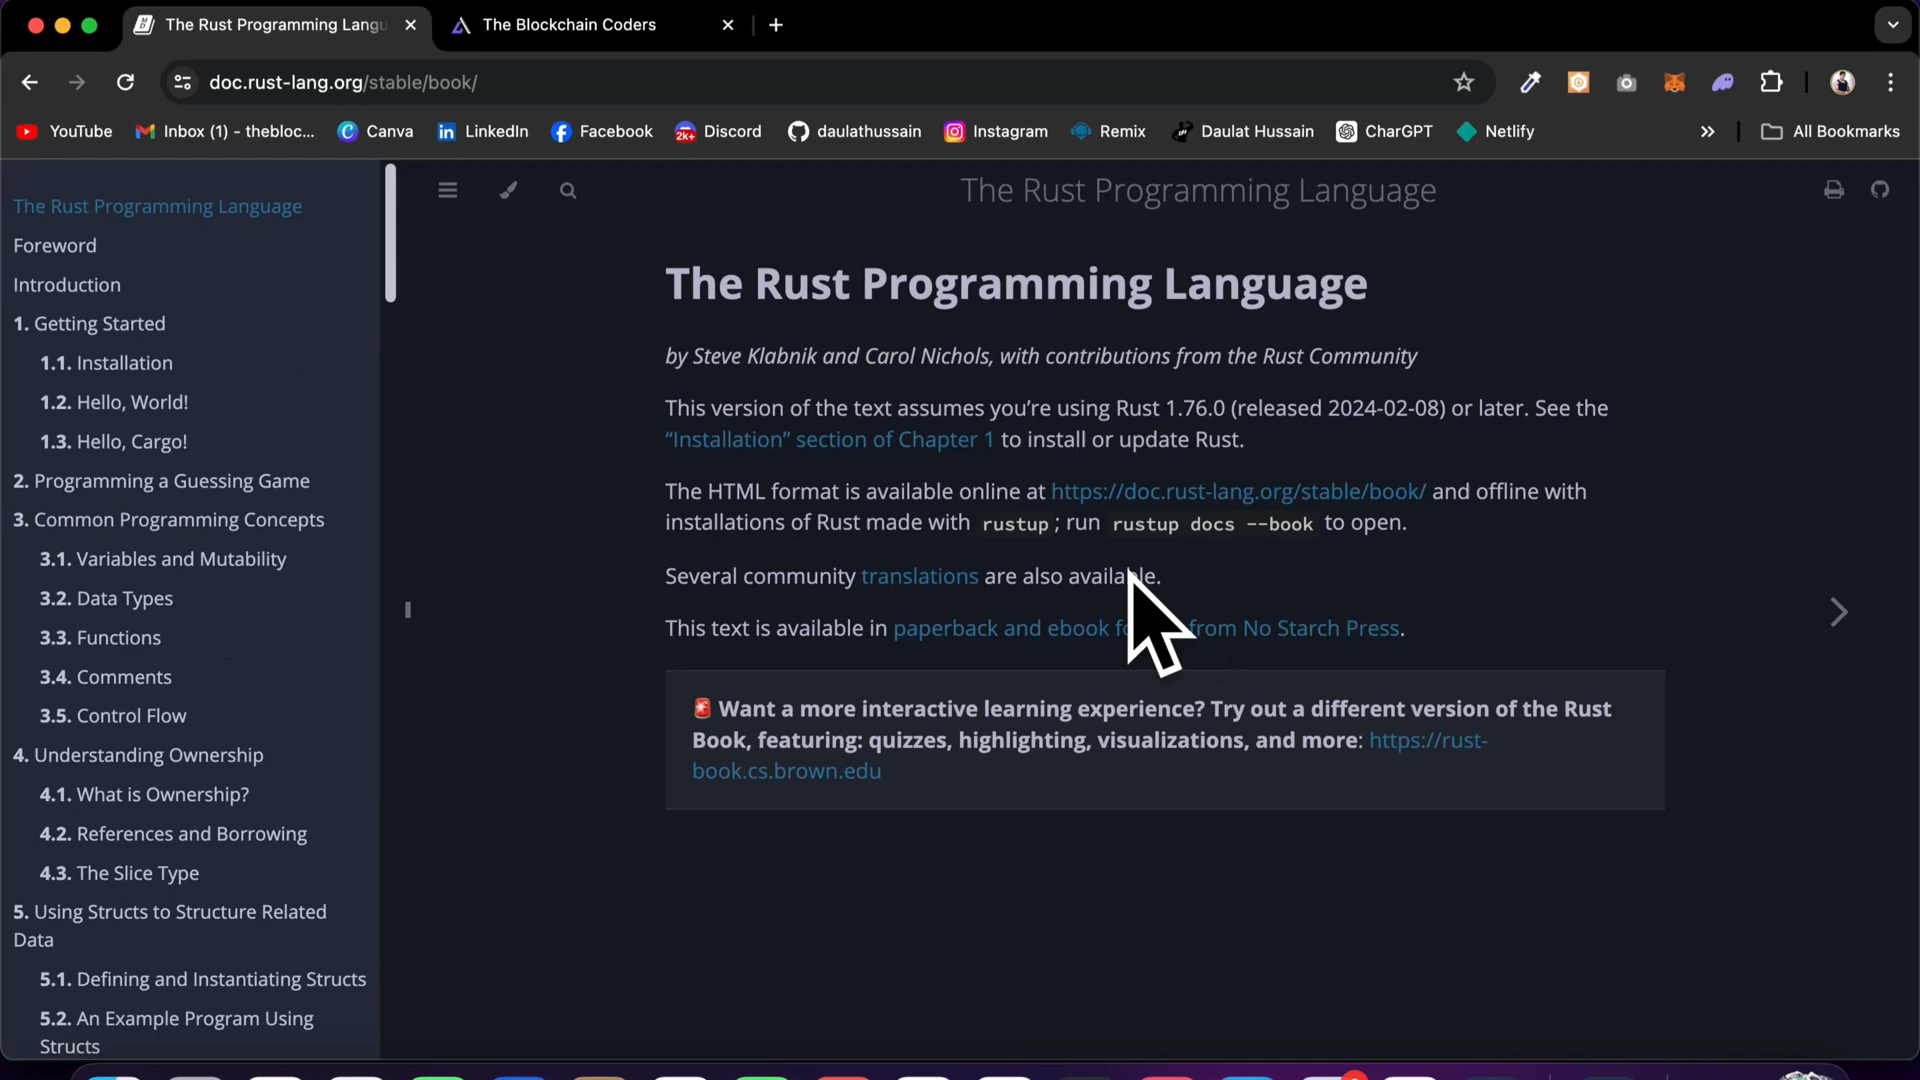 The Rust Programming Langu
The Blockchain Coders
doc.rust-lang.org/stable/book/
YouTube
Inbox (1) - thebloc...
Canva
LinkedIn
Facebook
2k+
Discord
daulathussain
Instagram
Remix
Daulat Hussain
CharGPT
Netlify
All Bookmarks
The Rust Programming Language
Foreword
Introduction
1. Getting Started
1.1. Installation
1.2. Hello, World!
1.3. Hello, Cargo!
2. Programming a Guessing Game
3. Common Programming Concepts
3.1. Variables and Mutability
3.2. Data Types
3.3. Functions
3.4. Comments
3.5. Control Flow
4. Understanding Ownership
4.1. What is Ownership?
4.2. References and Borrowing
4.3. The Slice Type
5. Using Structs to Structure Related
Data
5.1. Defining and Instantiating Structs
5.2. An Example Program Using
Structs
The Rust Programming Language
The Rust Programming Language
by Steve Klabnik and Carol Nichols, with contributions from the Rust Community
This version of the text assumes you're using Rust 1.76.0 (released 2024-02-08) or later. See the
“Installation” section of Chapter 1 to install or update Rust.
The HTML format is available online at https://doc.rust-lang.org/stable/book/ and offline with
installations of Rust made with rustup; run rustup docs --book to open.
Several community translations are also available.
This text is available in paperback and ebook from No Starch Press.
Want a more interactive learning experience? Try out a different version of the Rust
Book, featuring: quizzes, highlighting, visualizations, and more: https://rust-
book.cs.brown.edu